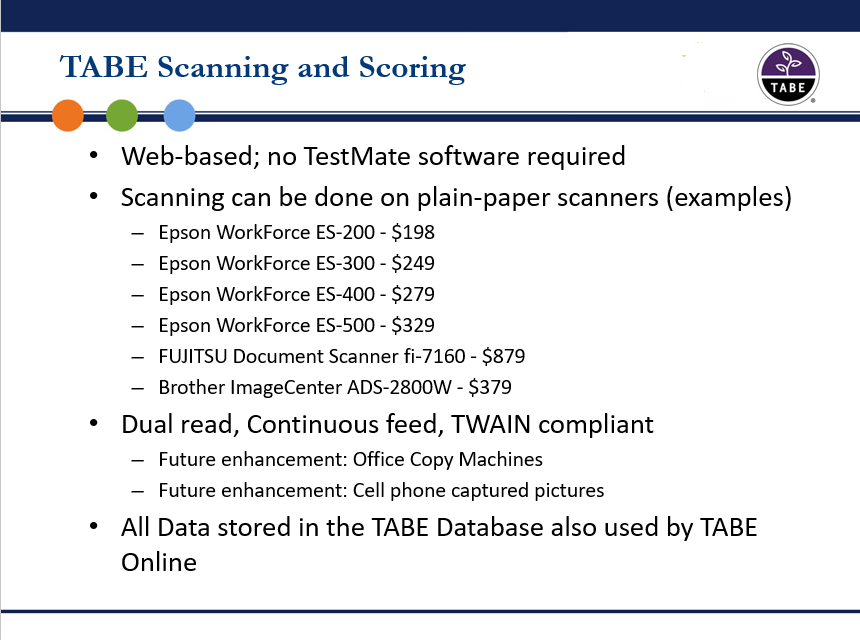 TABE Scanning and Scoring
TABE
®
• Web-based; no TestMate software required
• Scanning can be done on plain-paper scanners (examples)
– Epson WorkForce ES-200 - $198
– Epson WorkForce ES-300 - $249
– Epson WorkForce ES-400 - $279
– Epson WorkForce ES-500 - $329
– FUJITSU Document Scanner fi-7160 - $879
– Brother ImageCenter ADS-2800W - $379
• Dual read, Continuous feed, TWAIN compliant
– Future enhancement: Office Copy Machines
– Future enhancement: Cell phone captured pictures
• All Data stored in the TABE Database also used by TABE
Online